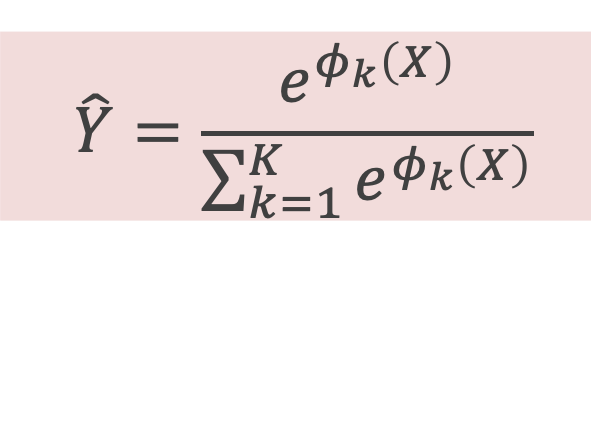 Ŷ = e^{ϕ_k(X)} / ∑_{k=1}^{K} e^{ϕ_k(X)}